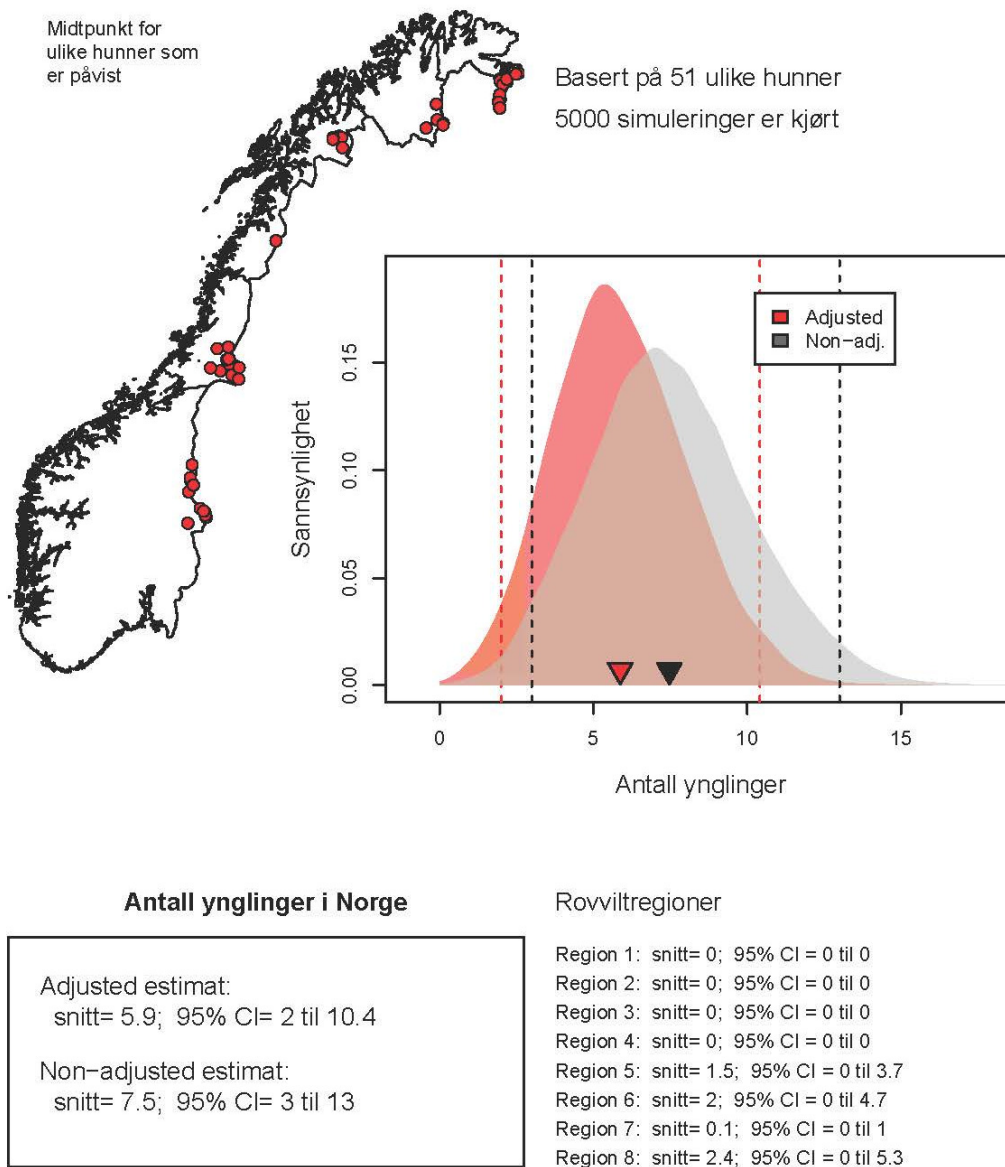 Midtpunkt for
ulike hunner som
er påvist
Basert på 51 ulike hunner
5000 simuleringer er kjørt
Adjusted
Non-adj.
Sannsynlighet
0.00
0.05
0.10
0.15
0
5
10
15
Antall ynglinger
Antall ynglinger i Norge
Adjusted estimat:
snitt= 5.9; 95% CI= 2 til 10.4
Non-adjusted estimat:
snitt= 7.5; 95% CI= 3 til 13
Rovviltregioner
Region 1: snitt= 0; 95% CI = 0 til 0
Region 2: snitt= 0; 95% CI = 0 til 0
Region 3: snitt= 0; 95% CI = 0 til 0
Region 4: snitt= 0; 95% CI = 0 til 0
Region 5: snitt= 1.5; 95% CI = 0 til 3.7
Region 6: snitt= 2; 95% CI = 0 til 4.7
Region 7: snitt= 0.1; 95% CI = 0 til 1
Region 8: snitt= 2.4; 95% CI = 0 til 5.3